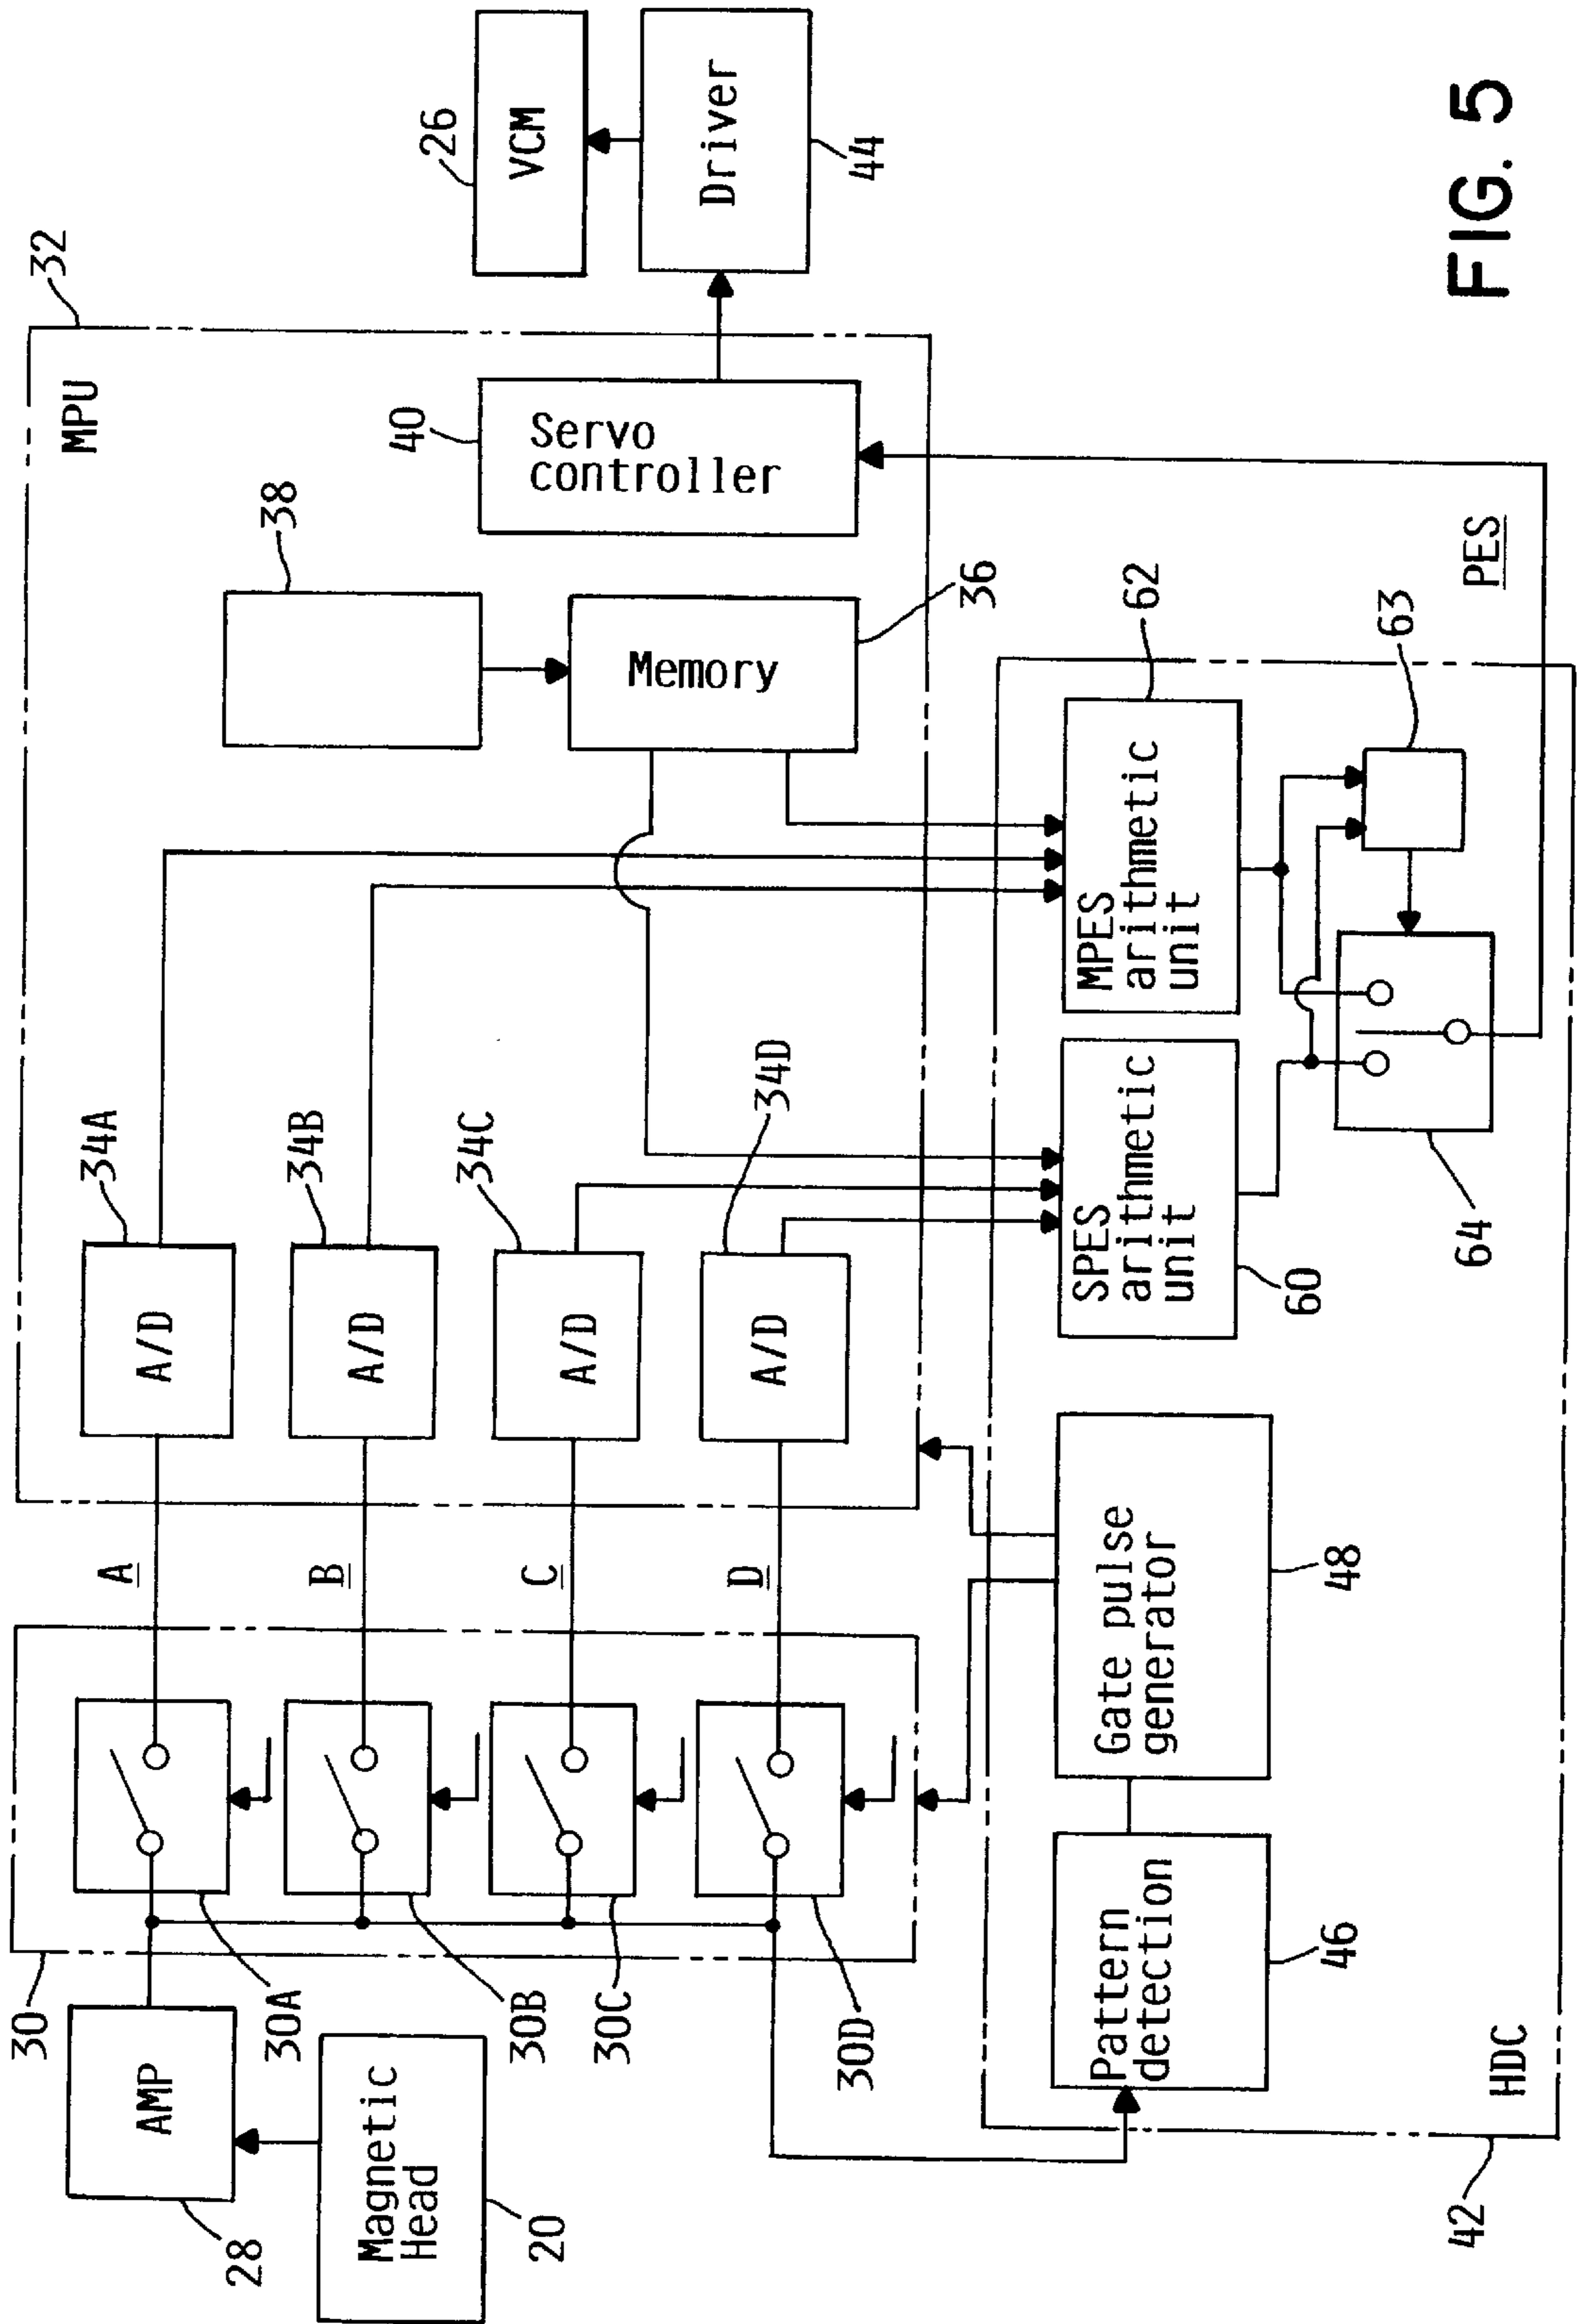 30
28
AMP
Magnetic
Head
20
30A
30B
30C
30D
A
B
C
D
32
MPU
34A
A/D
34B
A/D
34C
A/D
34D
A/D
38
Memory
36
40
Servo
controller
26
VCM
Driver
44
42
HDC
Pattern
detection
46
Gate pulse
generator
48
SPES
arithmetic
unit
60
MPES
arithmetic
unit
62
63
64
PES
FIG. 5